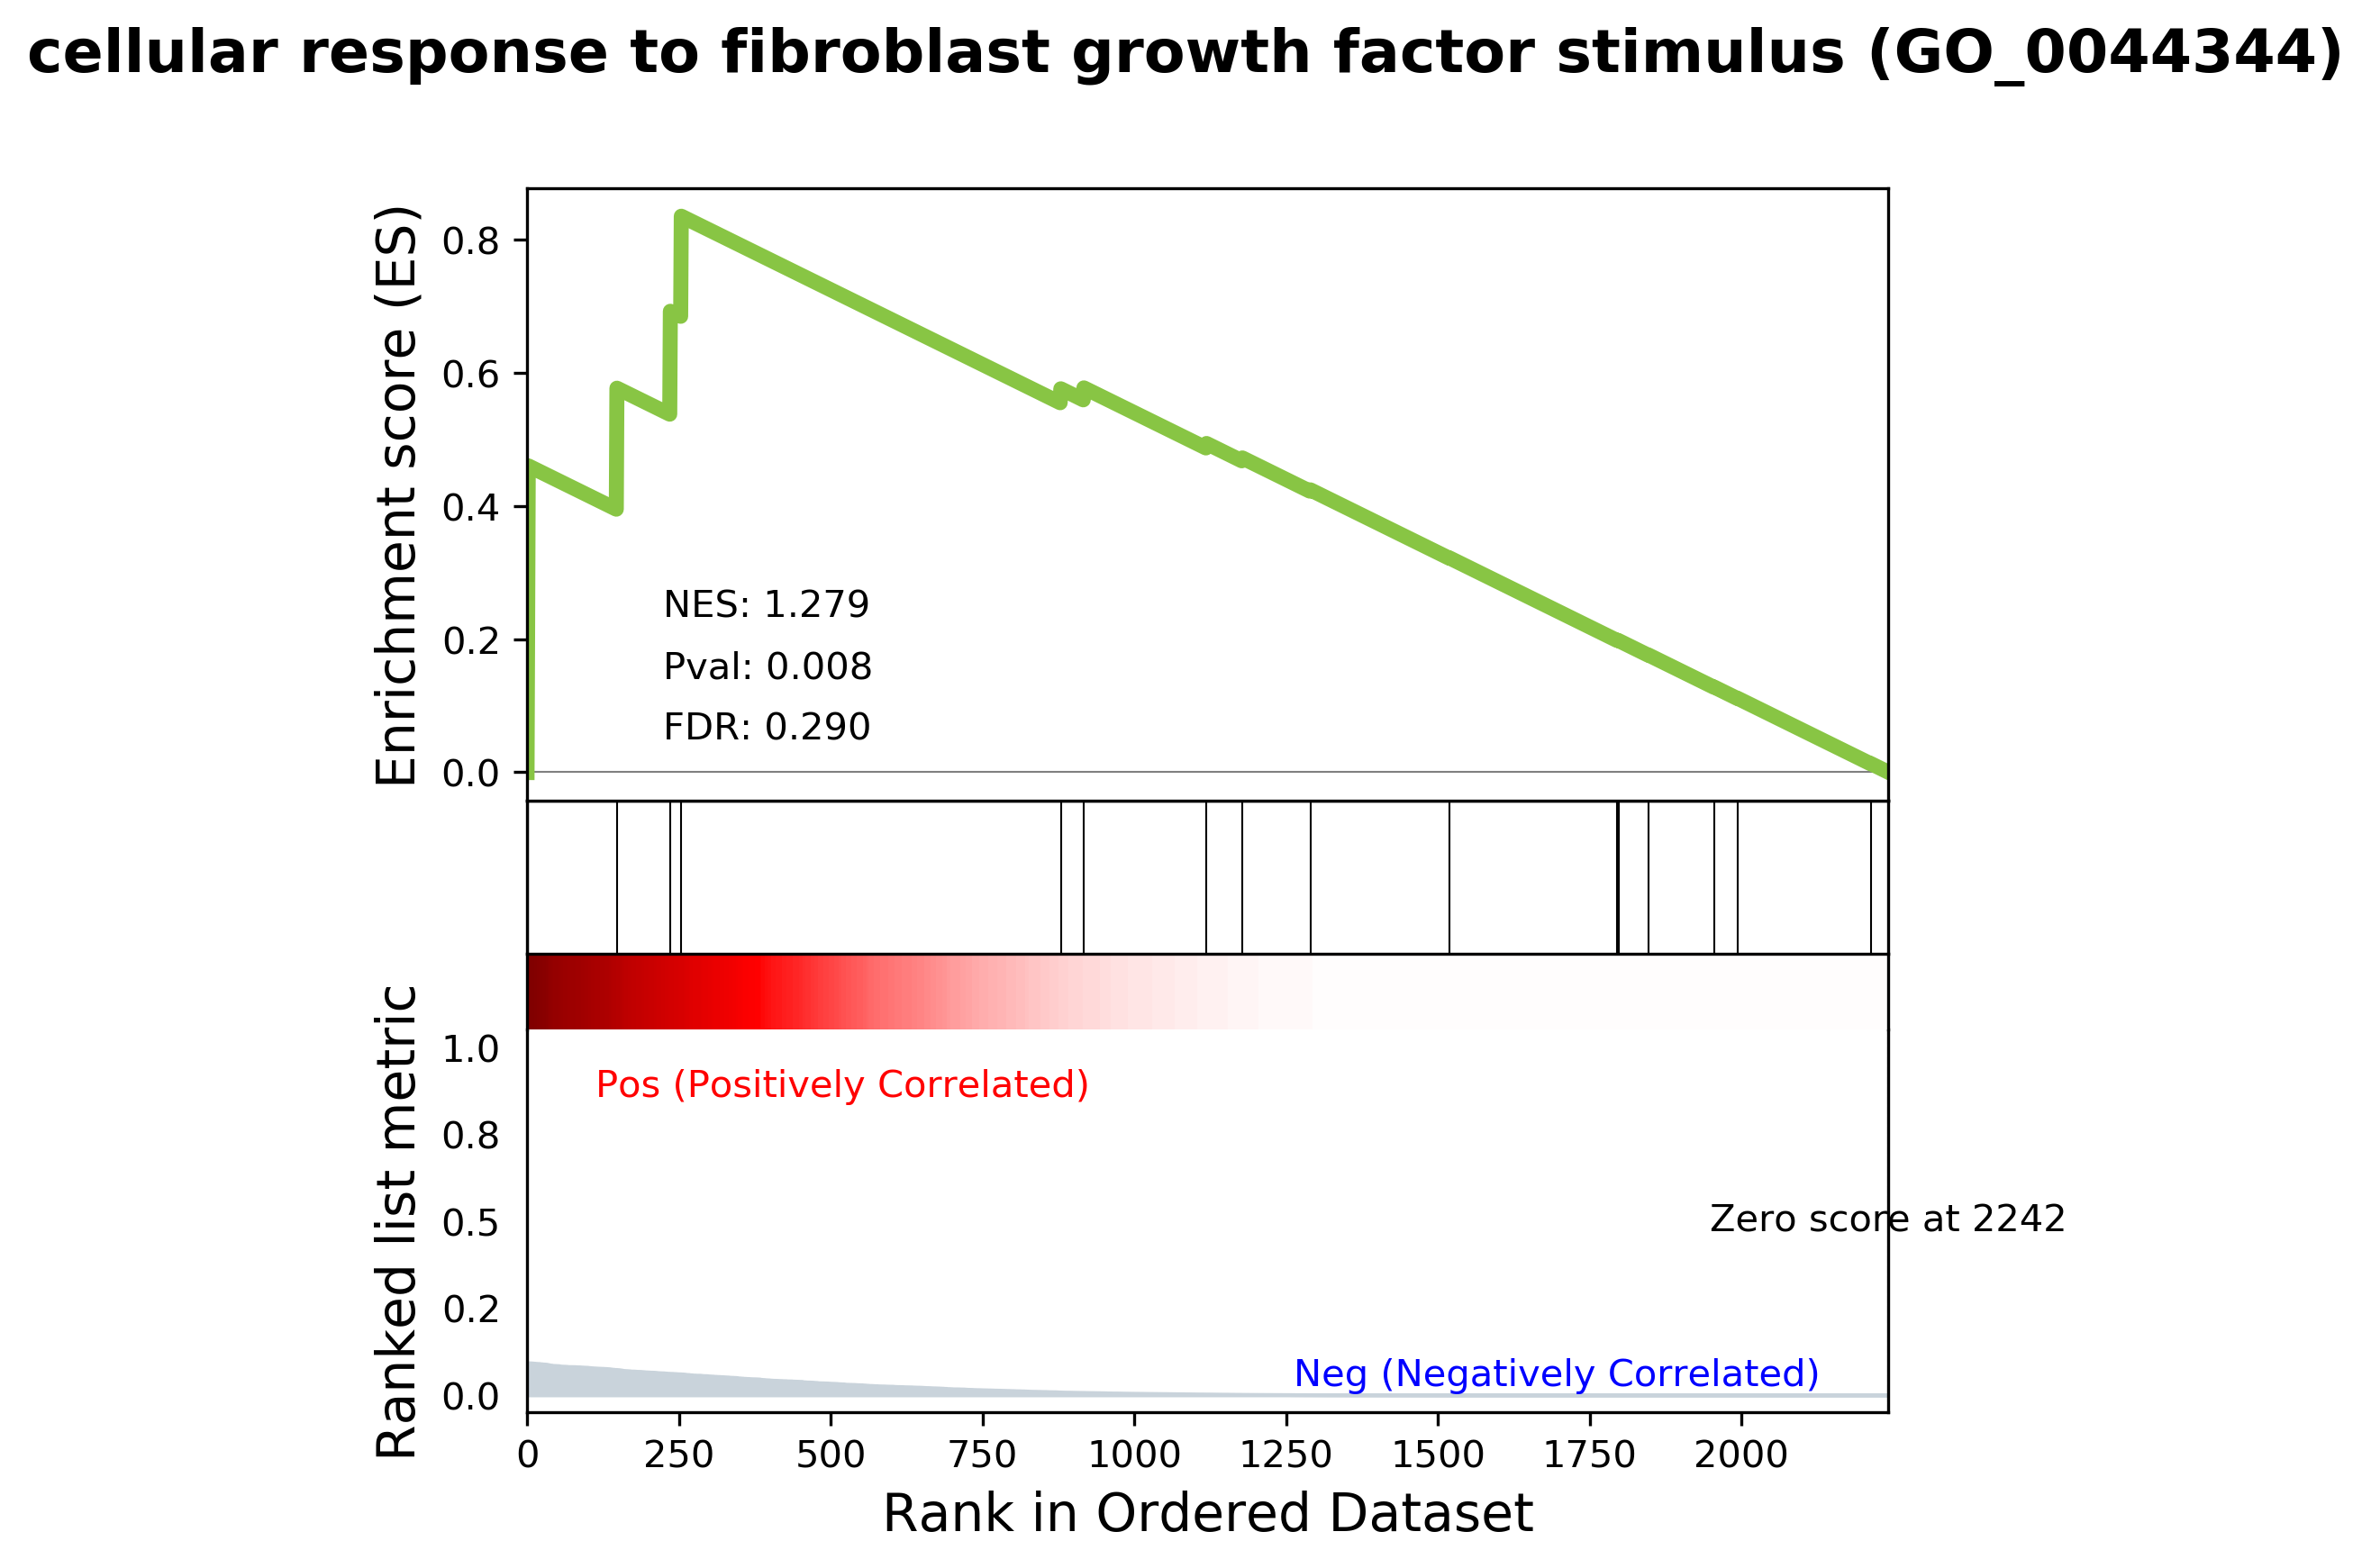 cellular response to fibroblast growth factor stimulus (GO_0044344)
Enrichment score (ES)
0.8
0.6
0.4
0.2
0.0
NES: 1.279
Pval: 0.008
FDR: 0.290
Ranked list metric
1.0
0.8
0.5
0.2
0.0
Pos (Positively Correlated)
Zero score at 2242
Neg (Negatively Correlated)
0 250 500 750 1000 1250 1500 1750 2000
Rank in Ordered Dataset